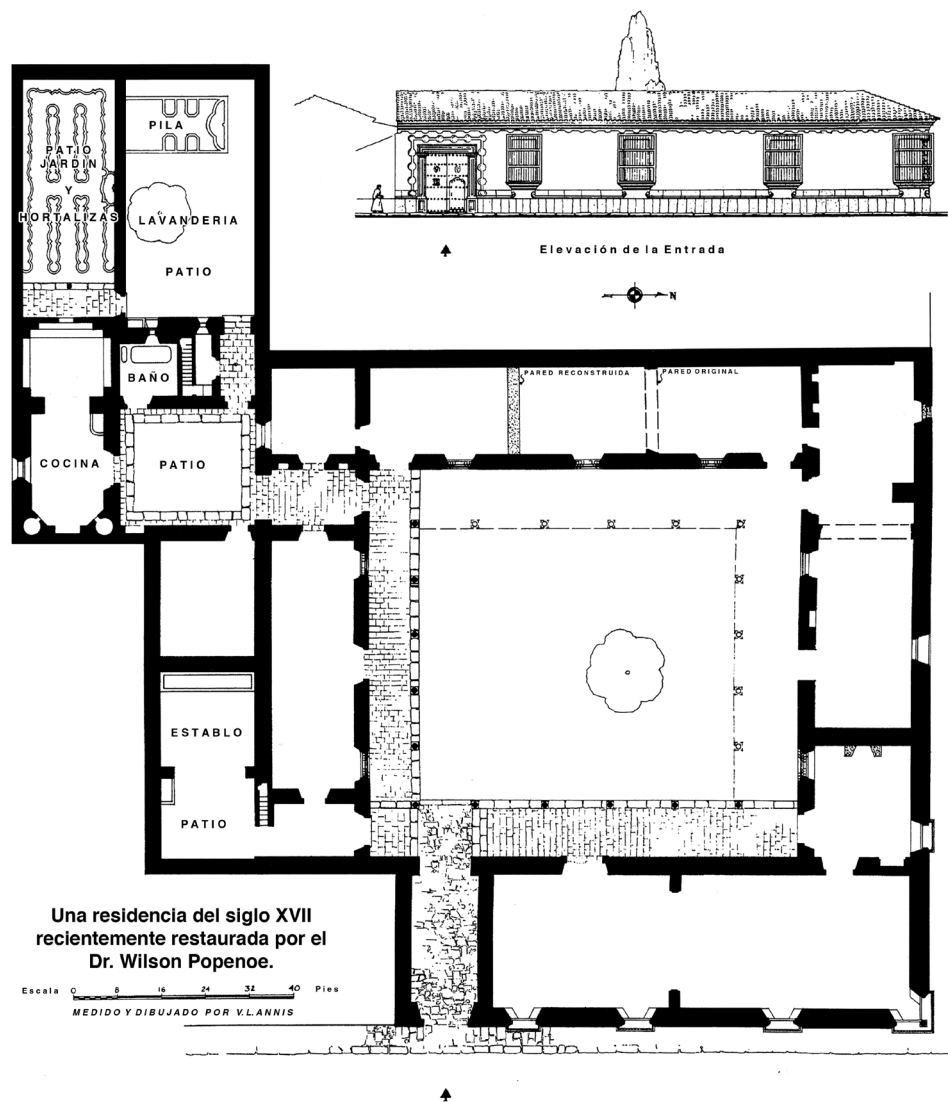 PILA
PATIO
JARDIN
Y
HORTALIZAS
LAVANDERIA
PATIO
Elevación de la Entrada
N
PARED RECONSTRUIDA
PARED ORIGINAL
BAÑO
COCINA
PATIO
ESTABLO
PATIO
Una residencia del siglo XVII
recientemente restaurada por el
Dr. Wilson Popenoe.
Escala 0 8 16 24 32 40 Pies
MEDIDO Y DIBUJADO POR V.L.ANNIS